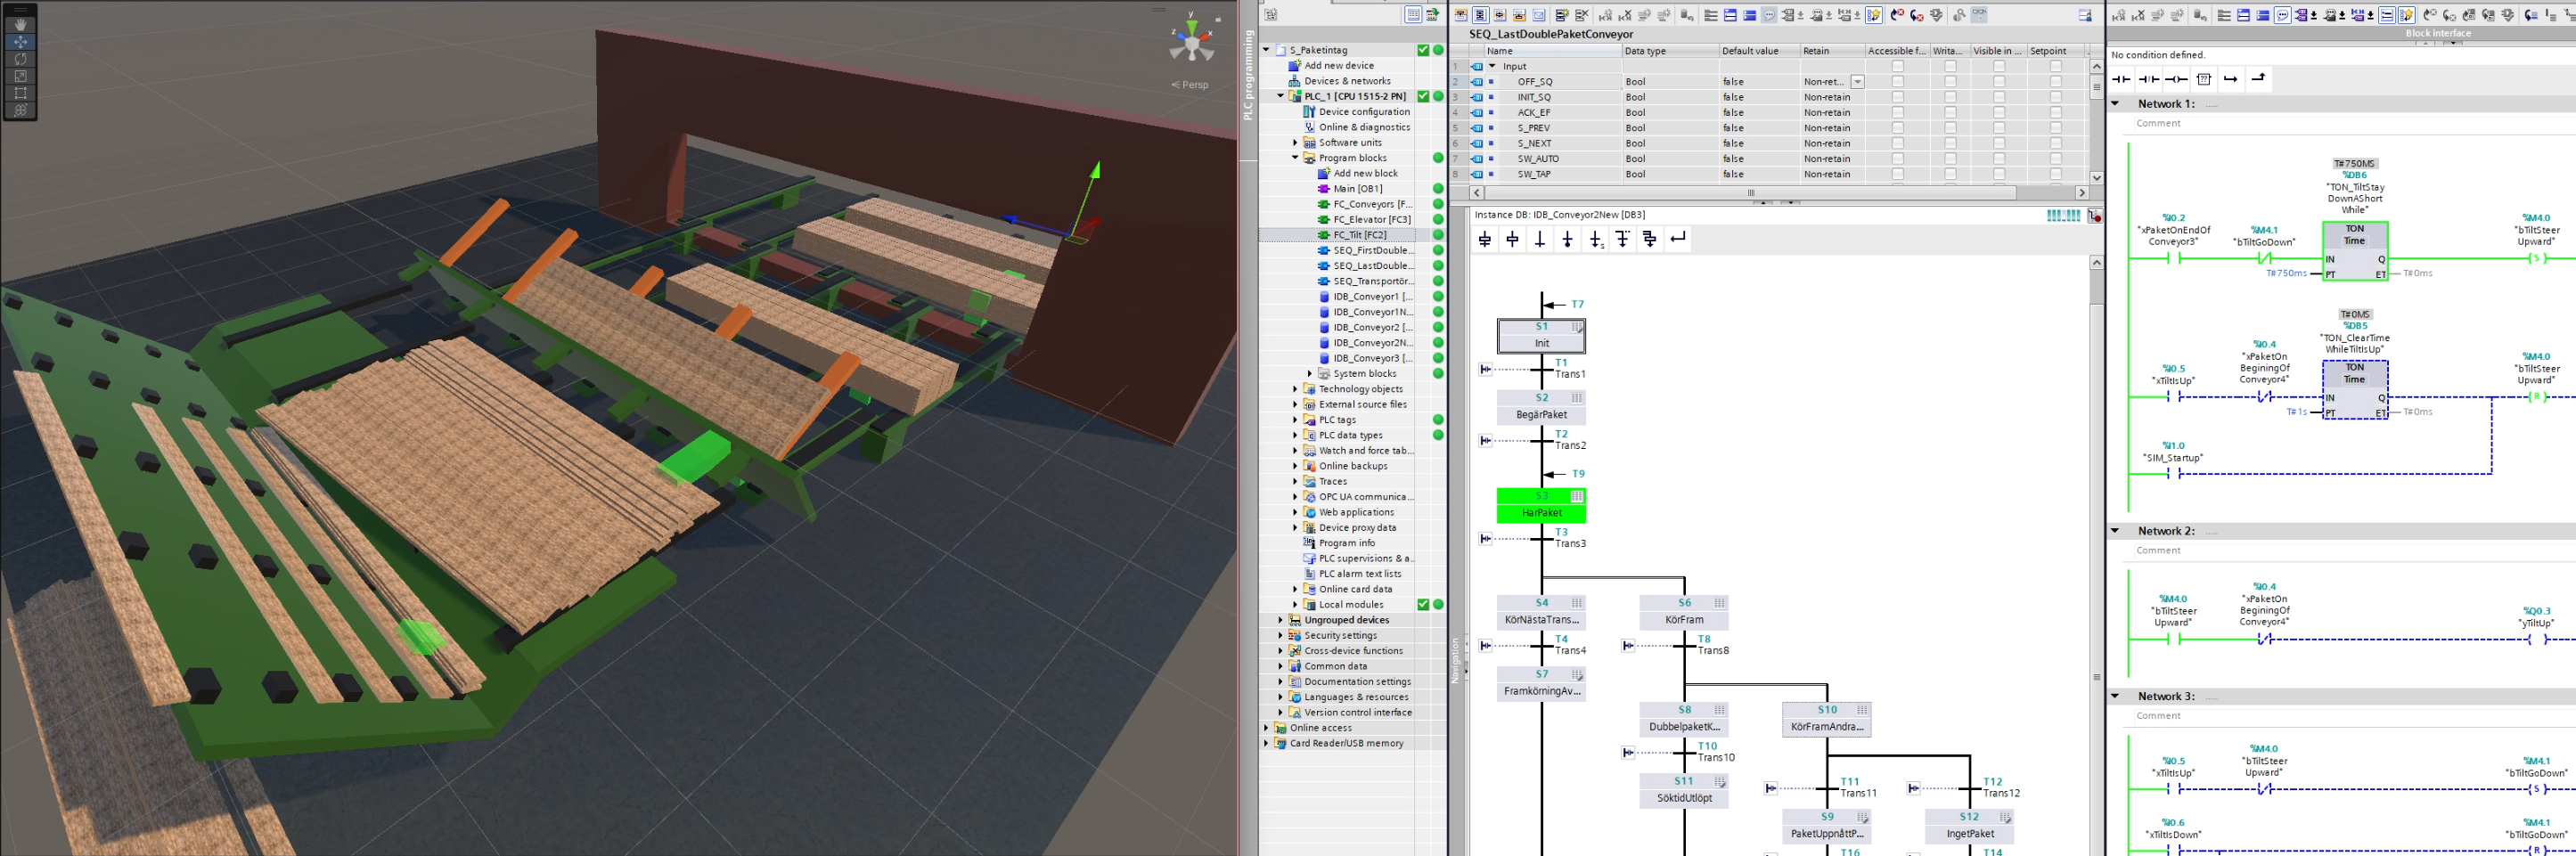 y
z
x
Persp
PLC programming
S_Paketintag
Add new device
Devices & networks
PLC_1 [CPU 1515-2 PN]
Device configuration
Online & diagnostics
Software units
Program blocks
Add new block
Main [OB1]
FC_Conveyors [F...
FC_Elevator [FC3]
FC_Tilt [FC2]
SEQ_FirstDouble...
SEQ_LastDouble...
SEQ_Transportör...
IDB_Conveyor1 [...
IDB_Conveyor1N...
IDB_Conveyor2 [...
IDB_Conveyor2N...
IDB_Conveyor3 [...
System blocks
Technology objects
External source files
PLC tags
PLC data types
Watch and force tab...
Online backups
Traces
OPC UA communica...
Web applications
Device proxy data
Program info
PLC supervisions & a...
PLC alarm text lists
Online card data
Local modules
Ungrouped devices
Security settings
Cross-device functions
Common data
Documentation settings
Languages & resources
Version control interface
Online access
Card Reader/USB memory
Navigation
SEQ_LastDoublePaketConveyor
Name Data type Default value Retain Accessible f... Writa... Visible in ... Setpoint
1 Input
2 OFF_SQ Bool false Non-ret...
3 INIT_SQ Bool false Non-retain
4 ACK_EF Bool false Non-retain
5 S_PREV Bool false Non-retain
6 S_NEXT Bool false Non-retain
7 SW_AUTO Bool false Non-retain
8 SW_TAP Bool false Non-retain
Instance DB: IDB_Conveyor2New [DB3]
T7
S1
Init
T1
Trans1
S2
BegärPaket
T2
Trans2
T9
S3
HarPaket
T3
Trans3
S4
KörNästaTrans...
S6
KörFram
T4
Trans4
T8
Trans8
S7
FramkörningAv...
S8
DubbelpaketK...
S10
KörFramAndra...
T10
Trans10
S11
SöktidUtlöpt
T11
Trans11
T12
Trans12
S9
PaketUppnåttP...
S12
IngetPaket
T16
T14
Block interface
No condition defined.
Network 1: ....
Comment
T#750MS
%DB6
"TON_TiltStay
DownAShort
While"
%I0.2
"xPaketOnEndOf
Conveyor3"
%M4.1
"bTiltGoDown"
TON
Time
IN Q
T#750ms PT ET T#0ms
%M4.0
"bTiltSteer
Upward"
S
T#0MS
%DB5
"TON_ClearTime
WhileTiltIsUp"
%I0.5
"xTiltIsUp"
%I0.4
"xPaketOn
BeginingOf
Conveyor4"
TON
Time
IN Q
T#1s PT ET T#0ms
%M4.0
"bTiltSteer
Upward"
R
%I1.0
"SIM_Startup"
Network 2: ....
Comment
%M4.0
"bTiltSteer
Upward"
%I0.4
"xPaketOn
BeginingOf
Conveyor4"
%Q0.3
"yTiltUp"
Network 3: ....
Comment
%I0.5
"xTiltIsUp"
%M4.0
"bTiltSteer
Upward"
%M4.1
"bTiltGoDown"
S
%I0.6
"xTiltIsDown"
%M4.1
"bTiltGoDown"
R